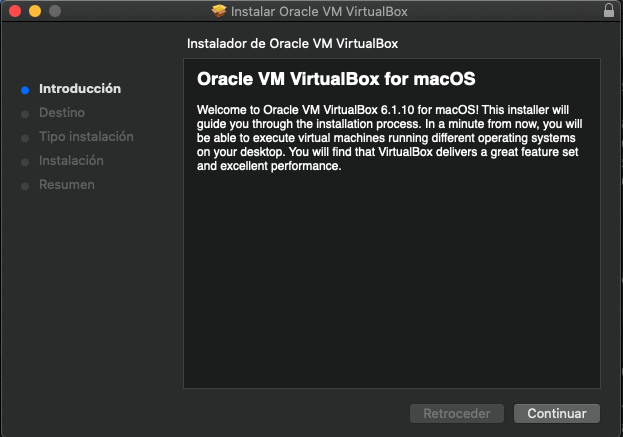 Instalar Oracle VM VirtualBox
Instalador de Oracle VM VirtualBox
Introducción
Destino
Tipo instalación
Instalación
Resumen
Oracle VM VirtualBox for macOS
Welcome to Oracle VM VirtualBox 6.1.10 for macOS! This installer will
guide you through the installation process. In a minute from now, you will
be able to execute virtual machines running different operating systems
on your desktop. You will find that VirtualBox delivers a great feature set
and excellent performance.
Retroceder
Continuar